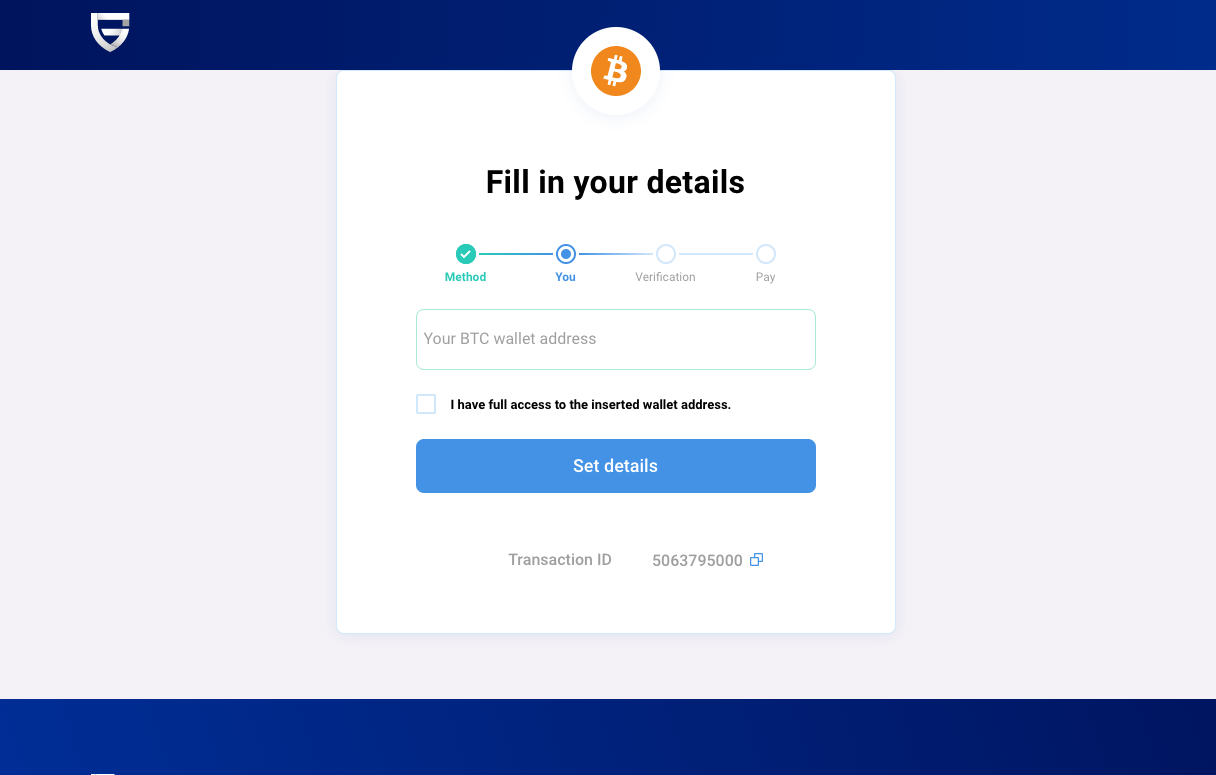 Fill in your details
Method You Verification Pay
Your BTC wallet address
I have full access to the inserted wallet address.
Set details
Transaction ID 5063795000